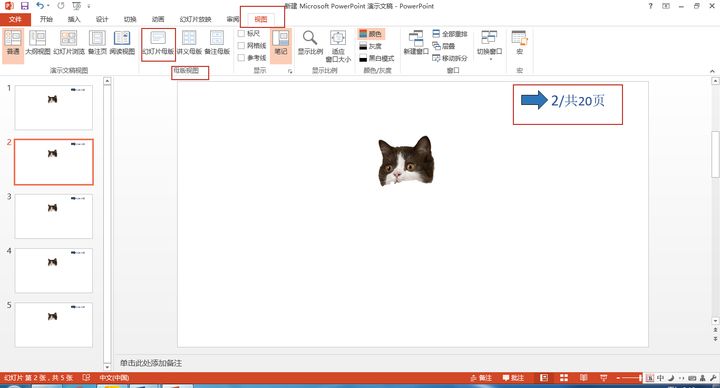 新建 Microsoft PowerPoint 演示文稿 - PowerPoint
文件 开始 插入 设计 切换 动画 幻灯片放映 审阅 视图
普通 大纲视图 幻灯片浏览 备注页 阅读视图 幻灯片母版 讲义母版 备注母版
标尺
网格线
参考线
笔记 显示比例 适应
窗口大小
颜色
灰度
黑白模式
新建窗口
全部重排
层叠
移动拆分
切换窗口 宏
演示文稿视图 母版视图 显示 显示比例 颜色/灰度 窗口 宏
2/共20页
1
2
3
4
5
单击此处添加备注
幻灯片 第 2 张，共 5 张 中文(中国) 备注 批注
中